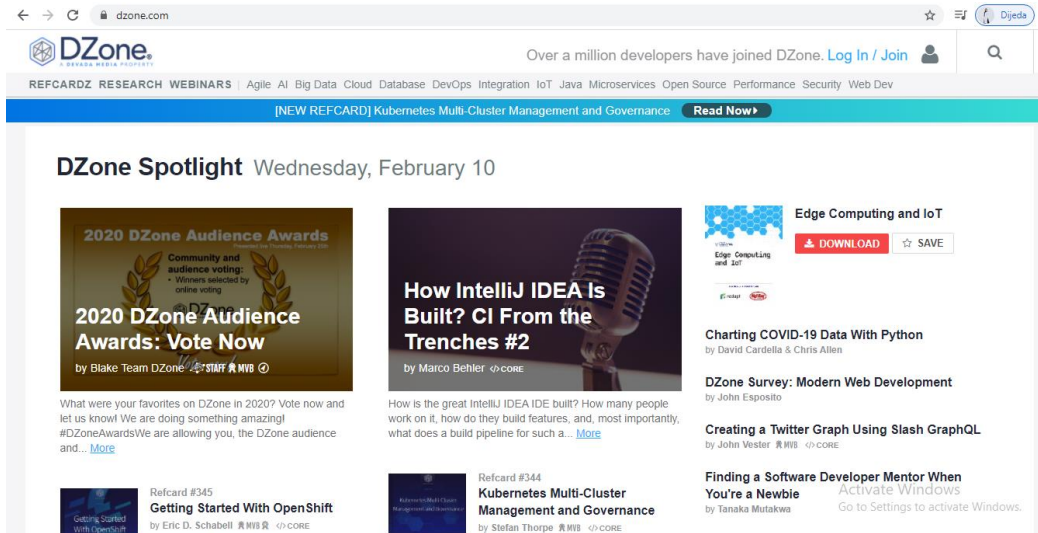 dzone.com
Dijeda
DZone.
A DEVADA MEDIA PROPERTY
Over a million developers have joined DZone. Log In / Join
REFCARDZ RESEARCH WEBINARS | Agile AI Big Data Cloud Database DevOps Integration IoT Java Microservices Open Source Performance Security Web Dev
[NEW REFCARD] Kubernetes Multi-Cluster Management and Governance Read Now
DZone Spotlight Wednesday, February 10
2020 DZone Audience Awards
Presented live Thursday, February 25th
Community and
audience voting:
• Winners selected by
online voting
DZone
2020 DZone Audience
Awards: Vote Now
by Blake Team DZone STAFF MVB
What were your favorites on DZone in 2020? Vote now and
let us know! We are doing something amazing!
#DZoneAwardsWe are allowing you, the DZone audience
and... More
Refcard #345
Getting Started With OpenShift
by Eric D. Schabell MVB </> CORE
Getting Started
With OpenShift
How IntelliJ IDEA Is
Built? CI From the
Trenches #2
by Marco Behler </> CORE
How is the great IntelliJ IDEA IDE built? How many people
work on it, how do they build features, and, most importantly,
what does a build pipeline for such a... More
Refcard #344
Kubernetes Multi-Cluster
Management and Governance
by Stefan Thorpe MVB </> CORE
Kubernetes Multi-Cluster
Management and Governance
Edge Computing and IoT
DOWNLOAD SAVE
Edge Computing
and IoT
Charting COVID-19 Data With Python
by David Cardella & Chris Allen
DZone Survey: Modern Web Development
by John Esposito
Creating a Twitter Graph Using Slash GraphQL
by John Vester MVB </> CORE
Finding a Software Developer Mentor When
You're a Newbie
by Tanaka Mutakwa
Activate Windows
Go to Settings to activate Windows.